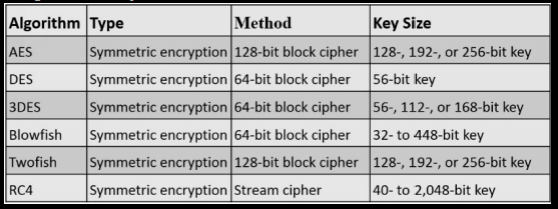 Algorithm Type Method Key Size
AES Symmetric encryption 128-bit block cipher 128-, 192-, or 256-bit key
DES Symmetric encryption 64-bit block cipher 56-bit key
3DES Symmetric encryption 64-bit block cipher 56-, 112-, or 168-bit key
Blowfish Symmetric encryption 64-bit block cipher 32- to 448-bit key
Twofish Symmetric encryption 128-bit block cipher 128-, 192-, or 256-bit key
RC4 Symmetric encryption Stream cipher 40- to 2,048-bit key